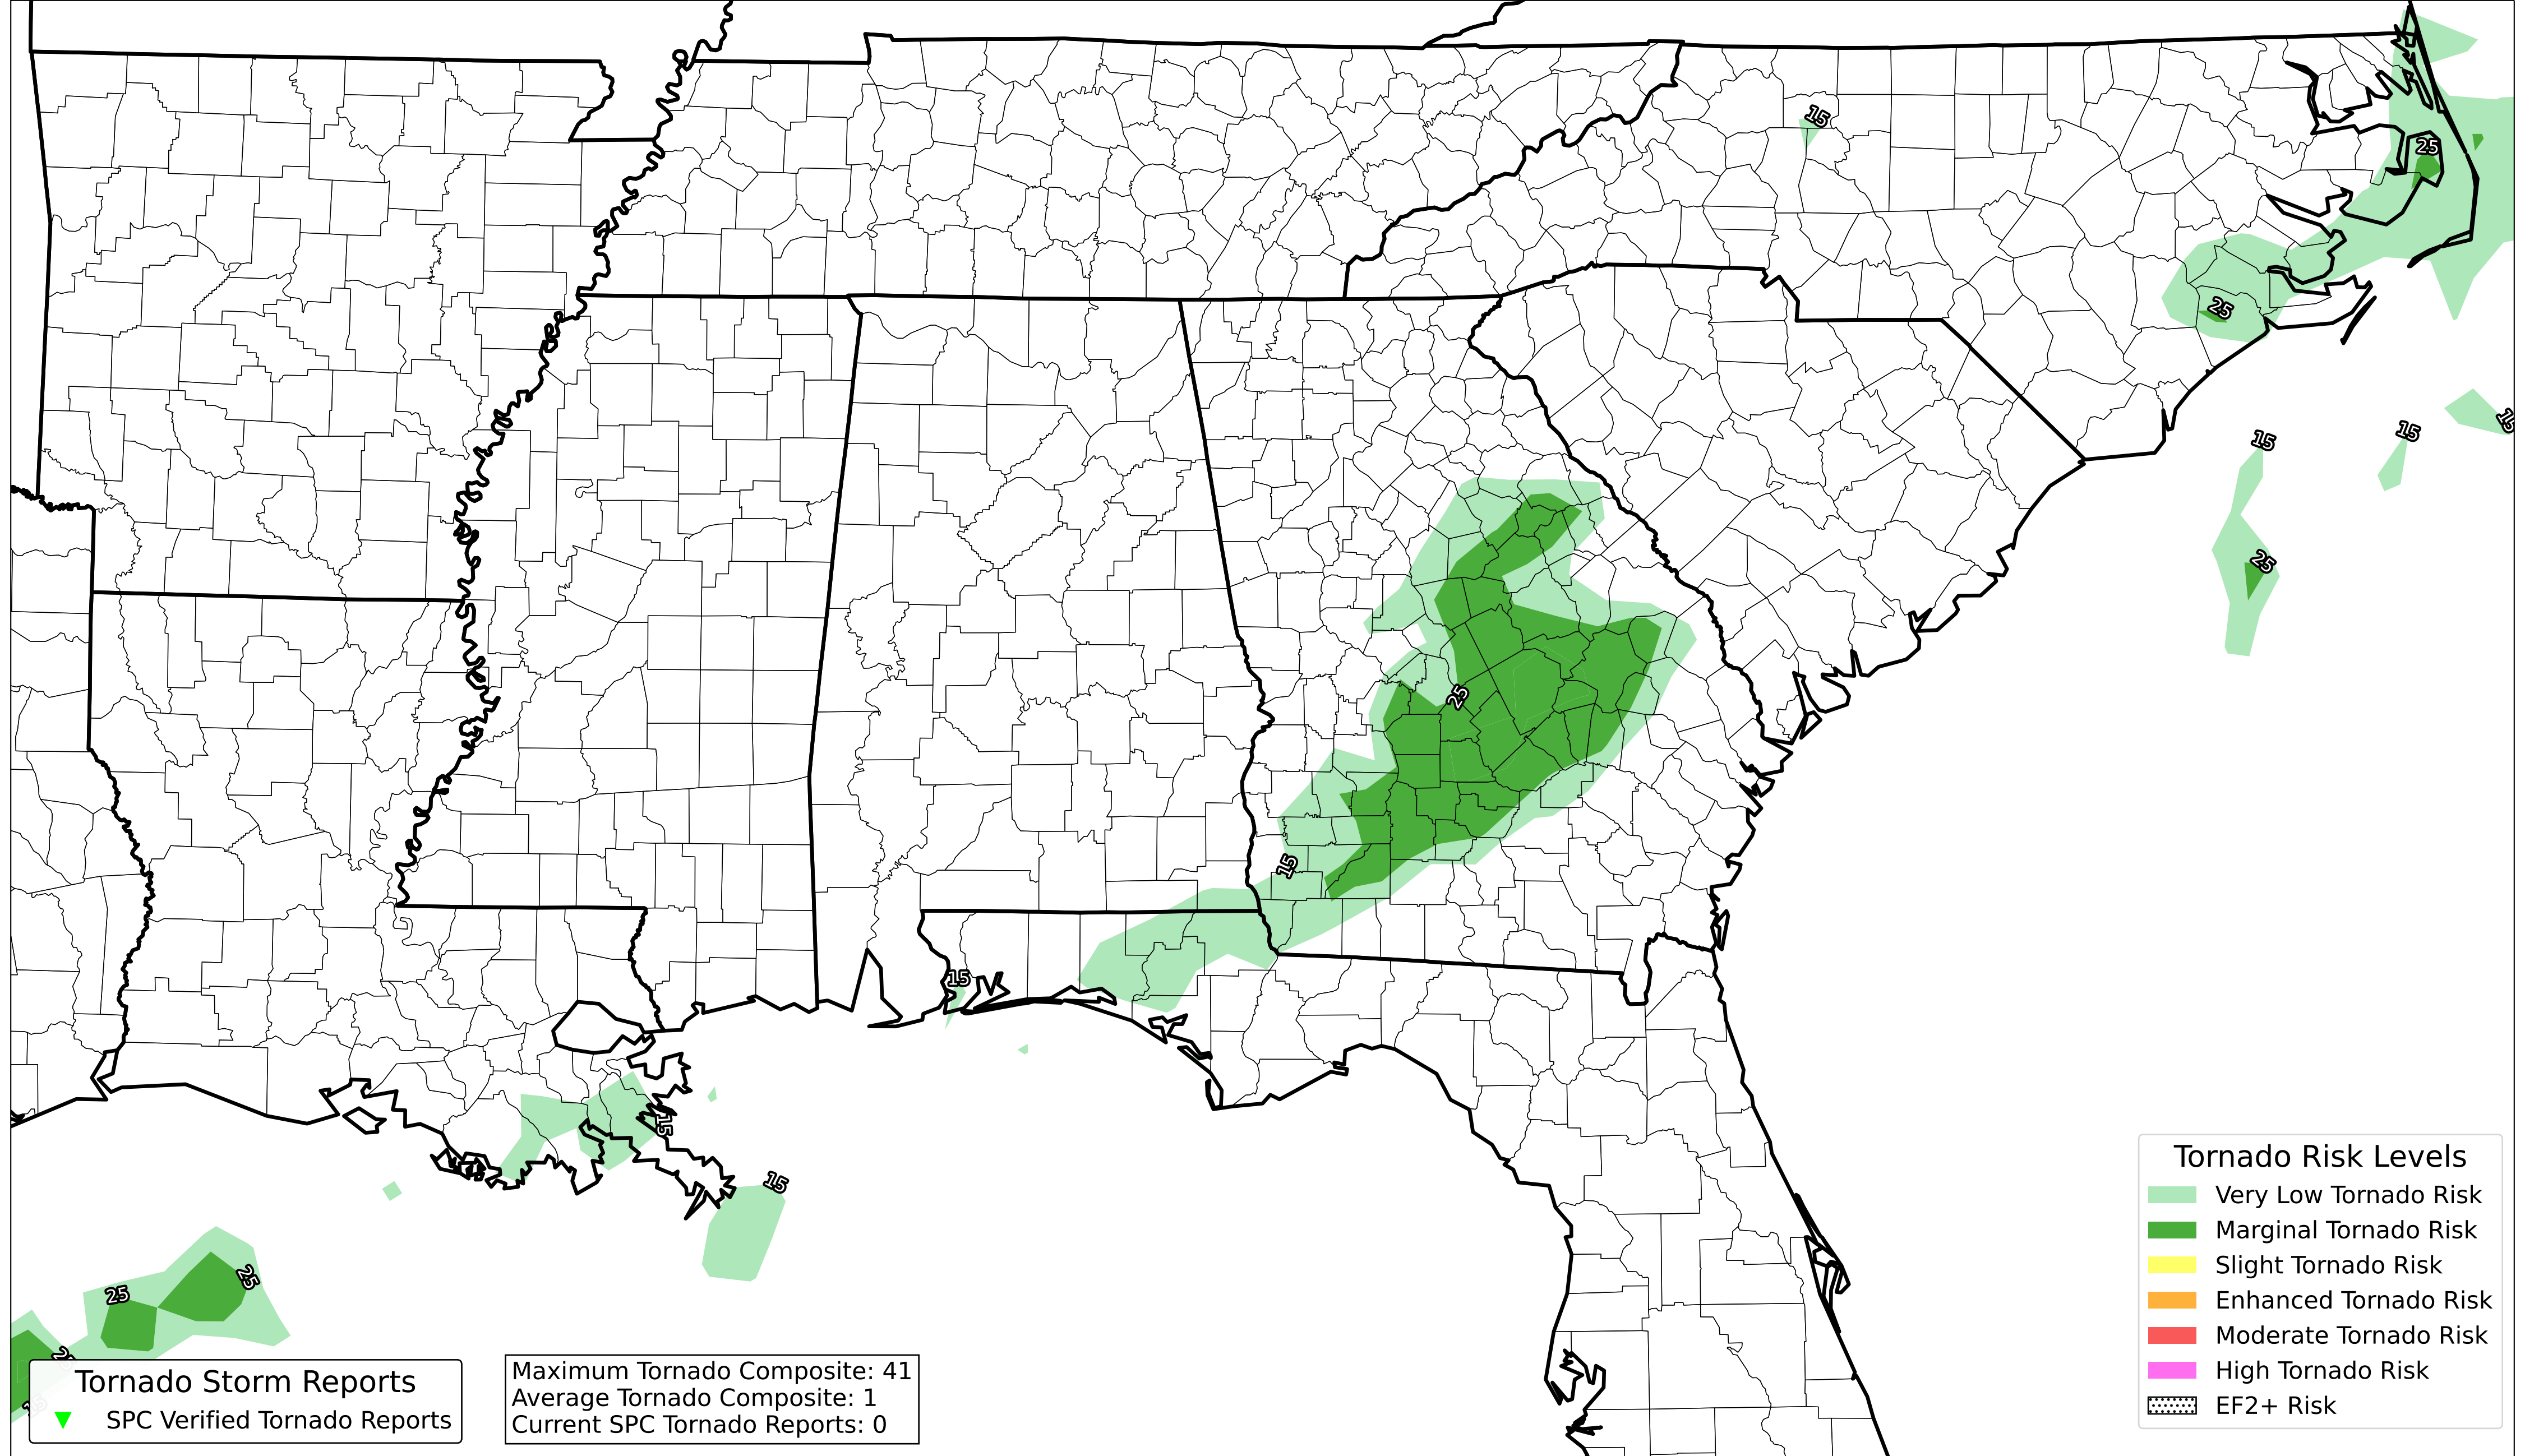 15
25
25
15
15
15
25
25
15
15
15
15
25
25
Tornado Risk Levels
Very Low Tornado Risk
Marginal Tornado Risk
Slight Tornado Risk
Enhanced Tornado Risk
Moderate Tornado Risk
High Tornado Risk
EF2+ Risk
Tornado Storm Reports
SPC Verified Tornado Reports
Maximum Tornado Composite: 41
Average Tornado Composite: 1
Current SPC Tornado Reports: 0